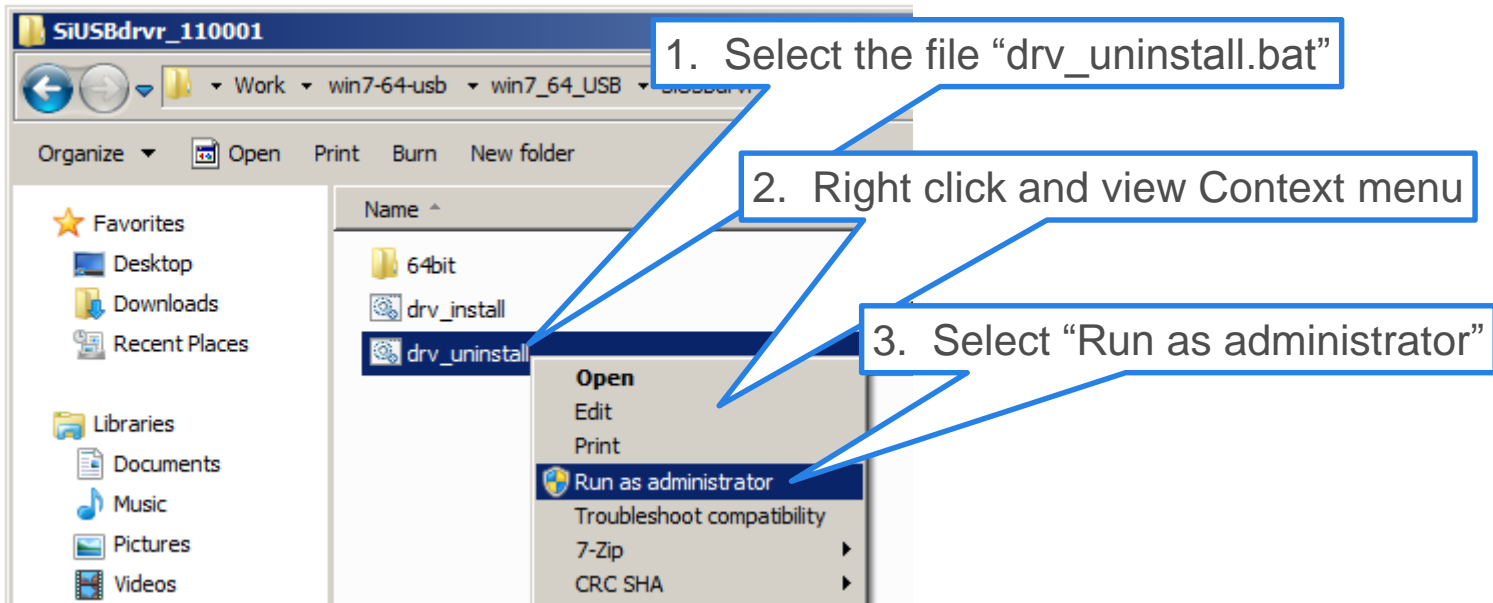 SiUSBdrvr_110001
1. Select the file “drv_uninstall.bat”
Work win7-64-usb win7_64_USB
Organize Open Print Burn New folder
2. Right click and view Context menu
Name
Favorites
Desktop
Downloads
Recent Places
64bit
drv_install
drv_uninstall
3. Select “Run as administrator”
Libraries
Documents
Music
Pictures
Videos
Open
Edit
Print
Run as administrator
Troubleshoot compatibility
7-Zip
CRC SHA